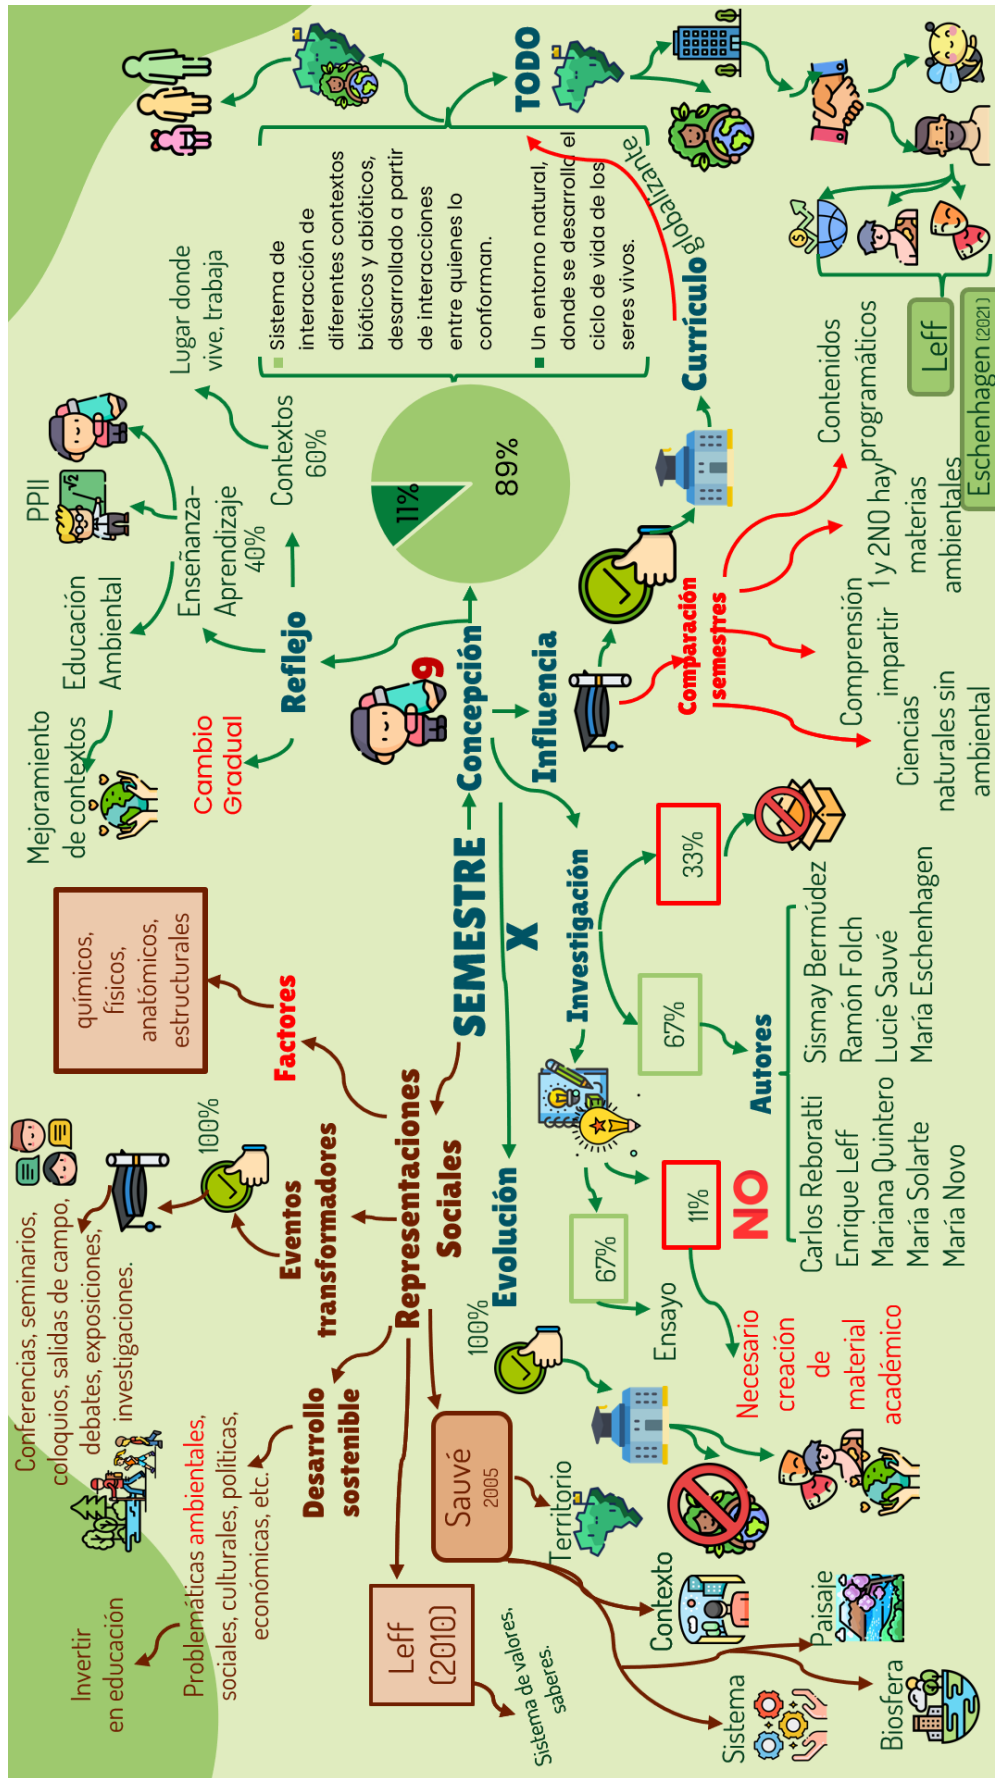 Invertir
en educación
Problemáticas ambientales,
sociales, culturales, políticas,
económicas, etc.
Conferencias, seminarios,
coloquios, salidas de campo,
debates, exposiciones,
investigaciones.
100%
Eventos
transformadores
Desarrollo
sostenible
Factores
químicos,
físicos,
anatómicos,
estructurales
Representaciones
Sociales
Leff
(2010)
Sistema de valores,
saberes.
Sauvé
2005
Territorio
Contexto
Sistema
Paisaje
Biosfera
SEMESTRE
X
Concepción
9
Reflejo
Cambio
Gradual
Mejoramiento
de contextos
Educación
Ambiental
PPII
Enseñanza-
Aprendizaje
40%
Contextos
60%
Lugar donde
vive, trabaja
11%
89%
Sistema de
interacción de
diferentes contextos
bióticos y abióticos,
desarrollado a partir
de interacciones
entre quienes lo
conforman.
Un entorno natural,
donde se desarrolla el
ciclo de vida de los
seres vivos.
TODO
Evolución
100%
Investigación
67%
Ensayo
11%
NO
Necesario
creación
de
material
académico
67%
33%
Autores
Carlos Reboratti
Enrique Leff
Mariana Quintero
María Solarte
María Novo
Sismay Bermúdez
Ramón Folch
Lucie Sauvé
María Eschenhagen
Influencia
Currículo
globalizante
Comparación
semestres
Ciencias
naturales sin
ambiental
Comprensión
impartir
1 y 2NO hay
materias
ambientales
Contenidos
programáticos
√2
Leff
Eschenhagen (2021)